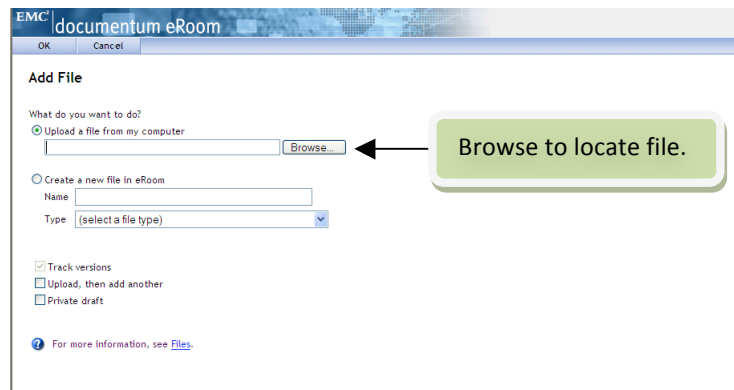 EMC documentum eRoom
OK Cancel
Add File
What do you want to do?
Upload a file from my computer
Browse...
Browse to locate file.
Create a new file in eRoom
Name
Type (select a file type)
Track versions
Upload, then add another
Private draft
For more information, see Files.